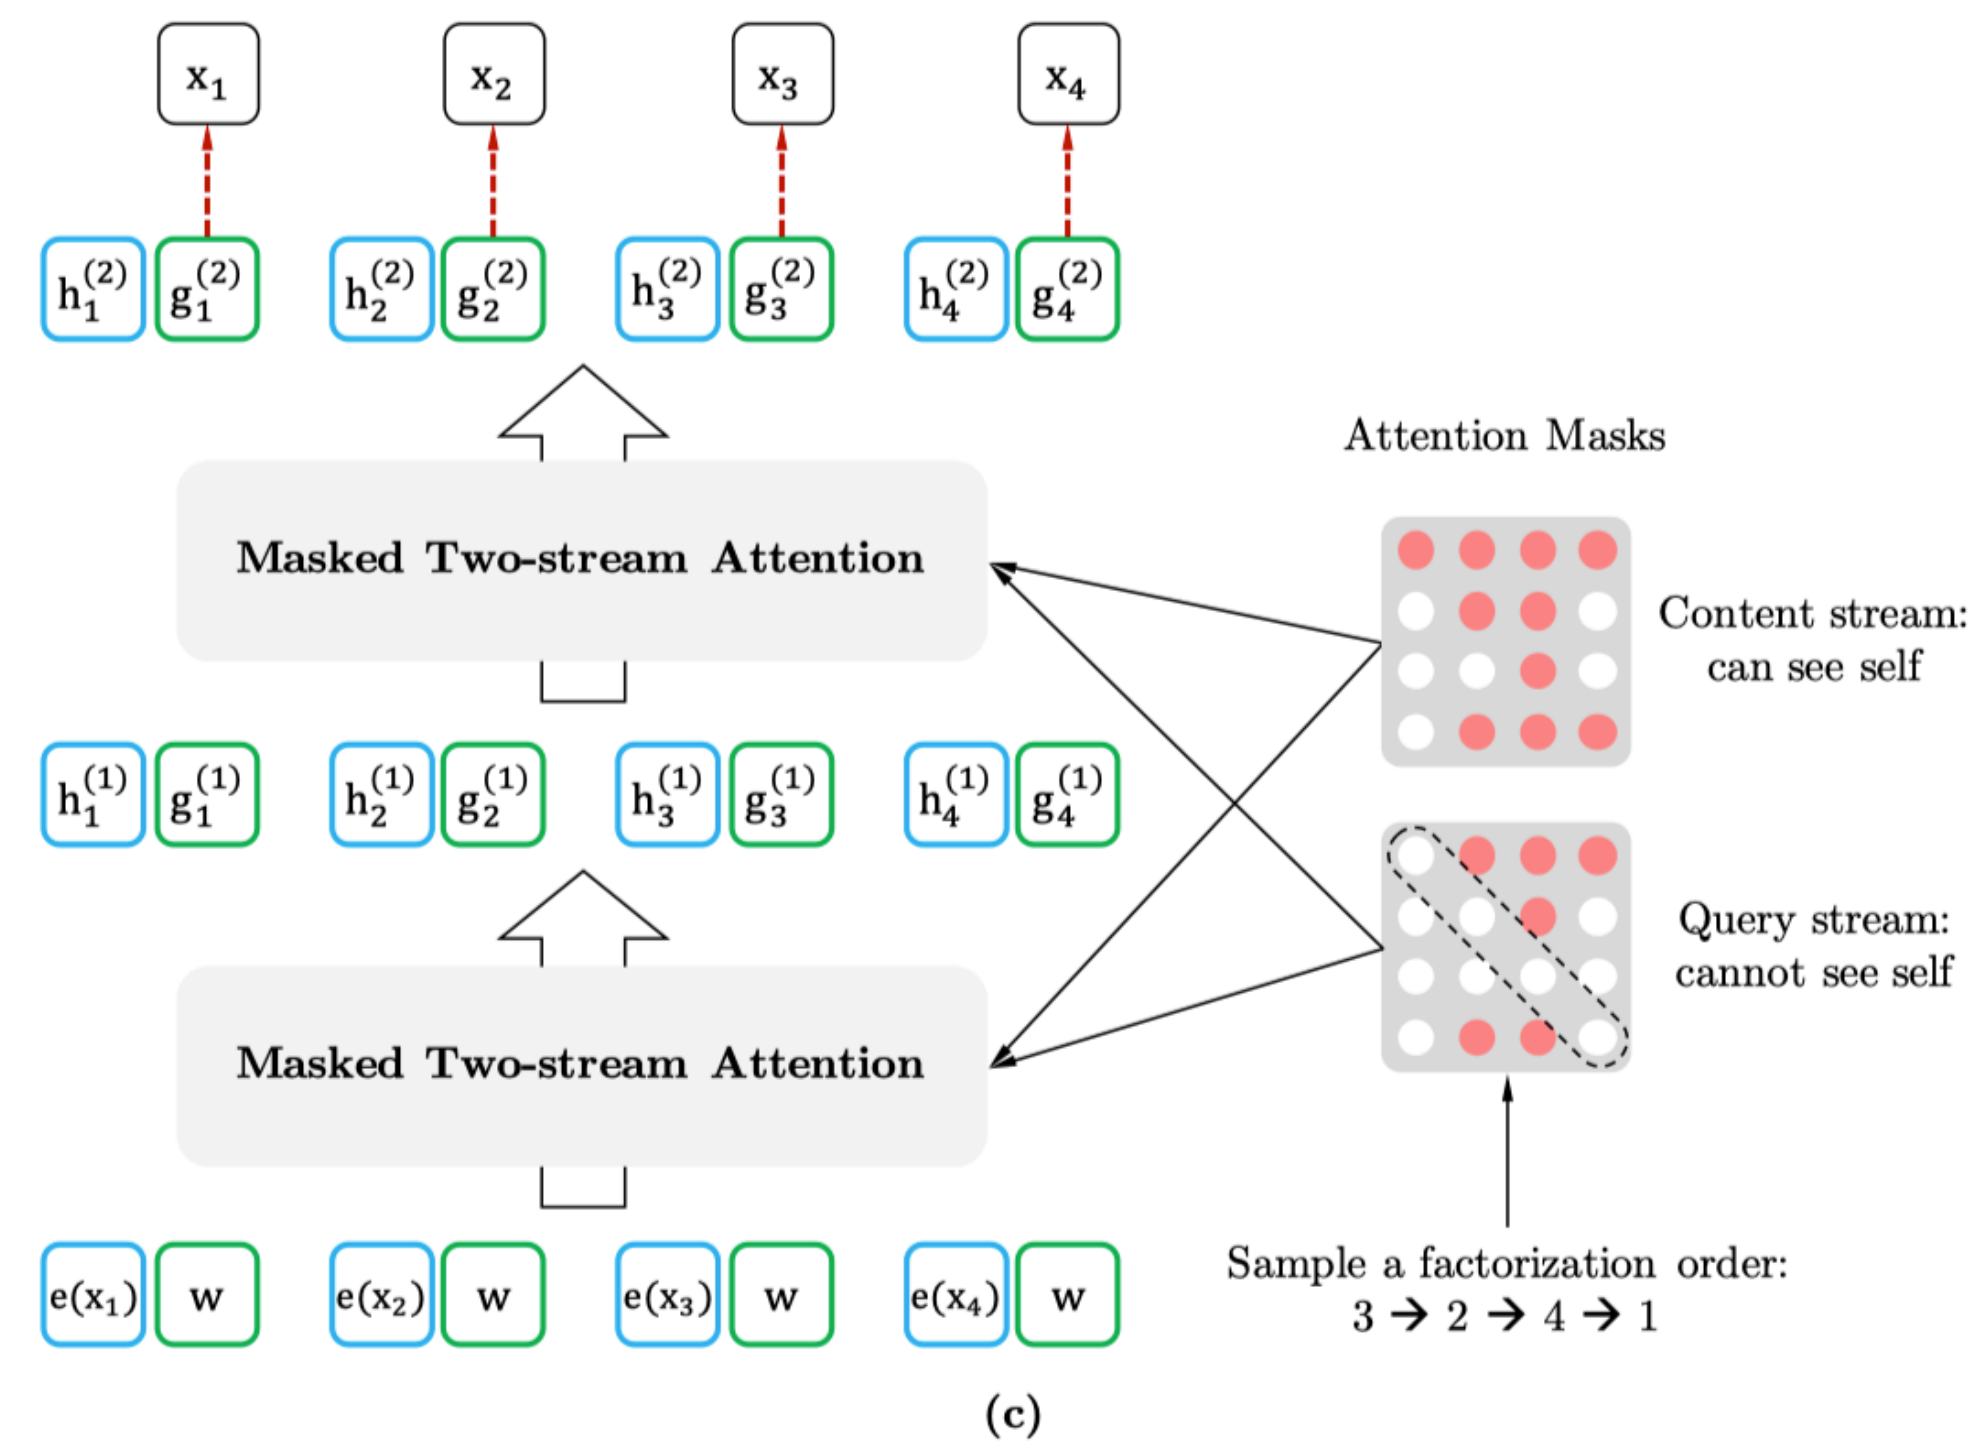 x₁ x₂ x₃ x₄
h₁⁽²⁾ g₁⁽²⁾ h₂⁽²⁾ g₂⁽²⁾ h₃⁽²⁾ g₃⁽²⁾ h₄⁽²⁾ g₄⁽²⁾
Attention Masks
Masked Two-stream Attention
Content stream:
can see self
h₁⁽¹⁾ g₁⁽¹⁾ h₂⁽¹⁾ g₂⁽¹⁾ h₃⁽¹⁾ g₃⁽¹⁾ h₄⁽¹⁾ g₄⁽¹⁾
Query stream:
cannot see self
Masked Two-stream Attention
e(x₁) w e(x₂) w e(x₃) w e(x₄) w
Sample a factorization order:
3 → 2 → 4 → 1
(c)